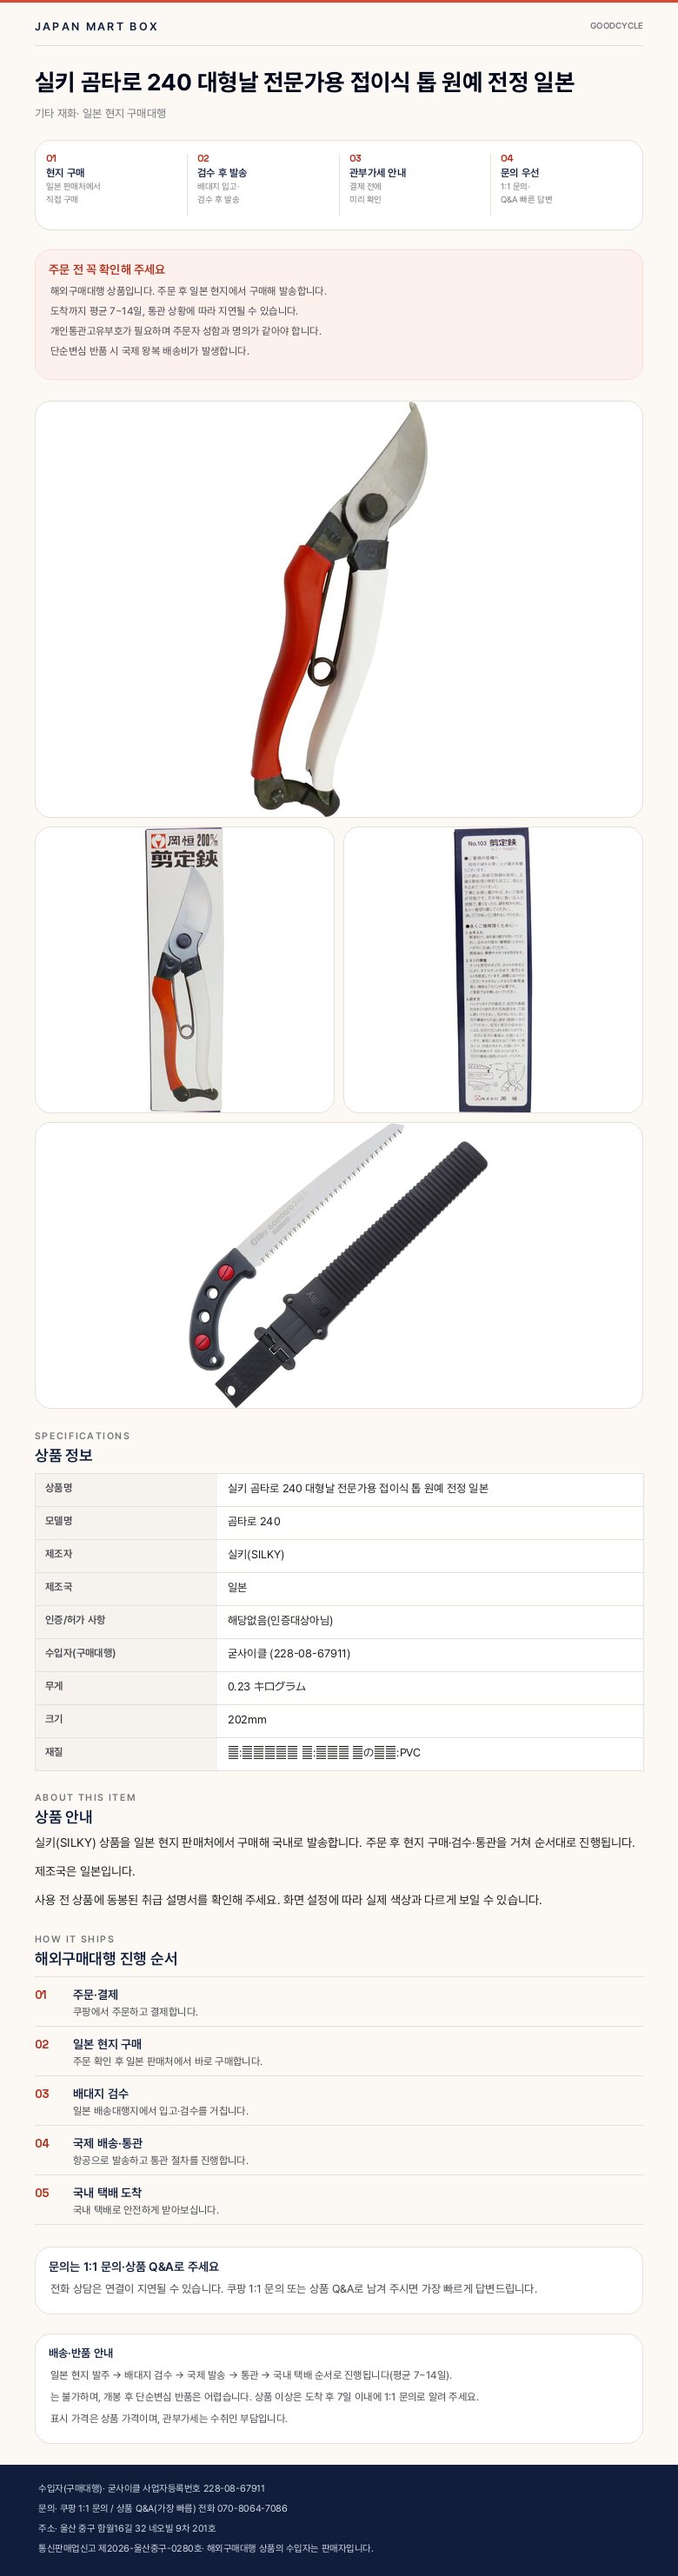 JAPAN MART BOX
GOODCYCLE
실키 곰타로 240 대형날 전문가용 접이식 톱 원예 전정 일본
기타 재화· 일본 현지 구매대행
01
현지 구매
일본 판매처에서
직접 구매
02
검수 후 발송
배대지 입고·
검수 후 발송
03
관부가세 안내
결제 전에
미리 확인
04
문의 우선
1:1 문의·
Q&A 빠른 답변
주문 전 꼭 확인해 주세요
해외구매대행 상품입니다. 주문 후 일본 현지에서 구매해 발송합니다.
도착까지 평균 7~14일, 통관 상황에 따라 지연될 수 있습니다.
개인통관고유부호가 필요하며 주문자 성함과 명의가 같아야 합니다.
단순변심 반품 시 국제 왕복 배송비가 발생합니다.
岡恒 200%
剪定鋏
No.103 剪定鋏
SPECIFICATIONS
상품 정보
상품명 실키 곰타로 240 대형날 전문가용 접이식 톱 원예 전정 일본
모델명 곰타로 240
제조자 실키(SILKY)
제조국 일본
인증/허가 사항 해당없음(인증대상아님)
수입자(구매대행) 굳사이클 (228-08-67911)
무게 0.23 キログラム
크기 202mm
재질 の :PVC
ABOUT THIS ITEM
상품 안내
실키(SILKY) 상품을 일본 현지 판매처에서 구매해 국내로 발송합니다. 주문 후 현지 구매·검수·통관을 거쳐 순서대로 진행됩니다.
제조국은 일본입니다.
사용 전 상품에 동봉된 취급 설명서를 확인해 주세요. 화면 설정에 따라 실제 색상과 다르게 보일 수 있습니다.
HOW IT SHIPS
해외구매대행 진행 순서
01 주문·결제
쿠팡에서 주문하고 결제합니다.
02 일본 현지 구매
주문 확인 후 일본 판매처에서 바로 구매합니다.
03 배대지 검수
일본 배송대행지에서 입고·검수를 거칩니다.
04 국제 배송·통관
항공으로 발송하고 통관 절차를 진행합니다.
05 국내 택배 도착
국내 택배로 안전하게 받아보십니다.
문의는 1:1 문의·상품 Q&A로 주세요
전화 상담은 연결이 지연될 수 있습니다. 쿠팡 1:1 문의 또는 상품 Q&A로 남겨 주시면 가장 빠르게 답변드립니다.
배송·반품 안내
일본 현지 발주 → 배대지 검수 → 국제 발송 → 통관 → 국내 택배 순서로 진행됩니다(평균 7~14일).
는 불가하며, 개봉 후 단순변심 반품은 어렵습니다. 상품 이상은 도착 후 7일 이내에 1:1 문의로 알려 주세요.
표시 가격은 상품 가격이며, 관부가세는 수취인 부담입니다.
수입자(구매대행)· 굳사이클 사업자등록번호 228-08-67911
문의· 쿠팡 1:1 문의 / 상품 Q&A(가장 빠름) 전화 070-8064-7086
주소· 울산 중구 함월16길 32 네오빌 9차 201호
통신판매업신고 제2026-울산중구-0280호· 해외구매대행 상품의 수입자는 판매자입니다.